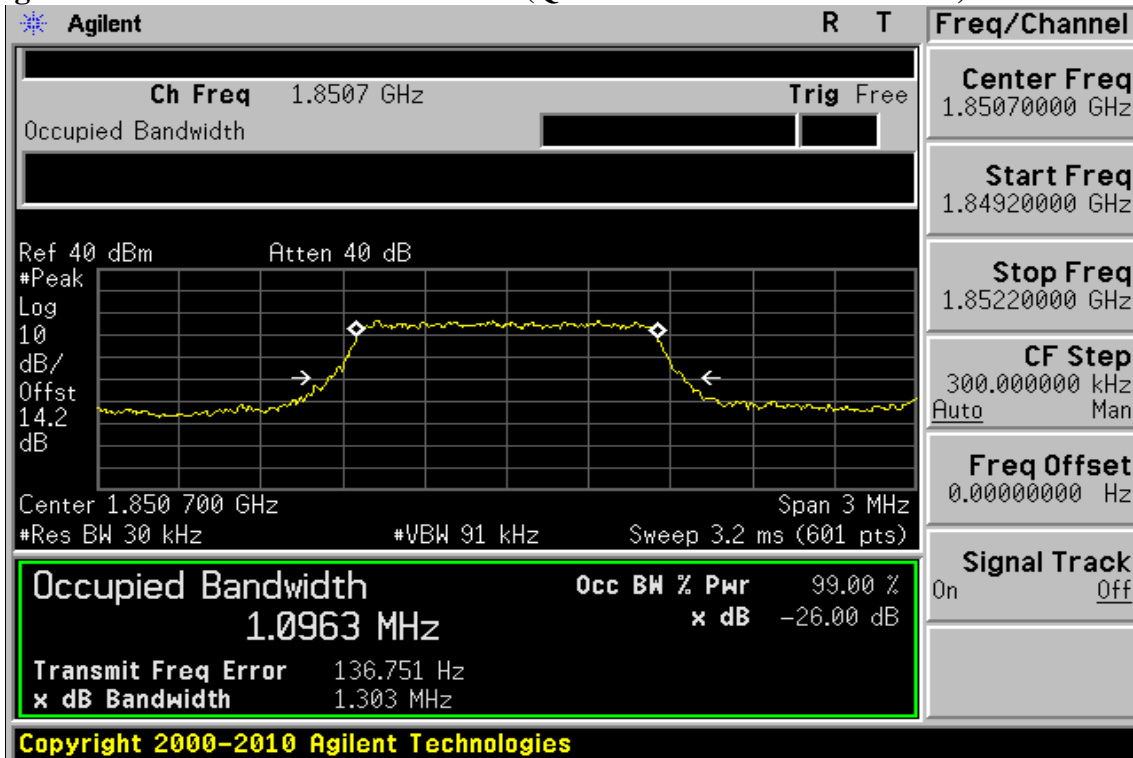 Agilent R T
Freq/Channel
Ch Freq 1.8507 GHz Trig Free
Occupied Bandwidth
Center Freq
1.85070000 GHz
Start Freq
1.84920000 GHz
Stop Freq
1.85220000 GHz
CF Step
300.000000 kHz
Auto Man
Freq Offset
0.00000000 Hz
Signal Track
On Off
Ref 40 dBm Atten 40 dB
#Peak
Log
10
dB/
Offst
14.2
dB
Center 1.850 700 GHz Span 3 MHz
#Res BW 30 kHz #VBW 91 kHz Sweep 3.2 ms (601 pts)
Occupied Bandwidth
1.0963 MHz
Occ BW % Pwr 99.00 %
x dB -26.00 dB
Transmit Freq Error 136.751 Hz
x dB Bandwidth 1.303 MHz
Copyright 2000-2010 Agilent Technologies